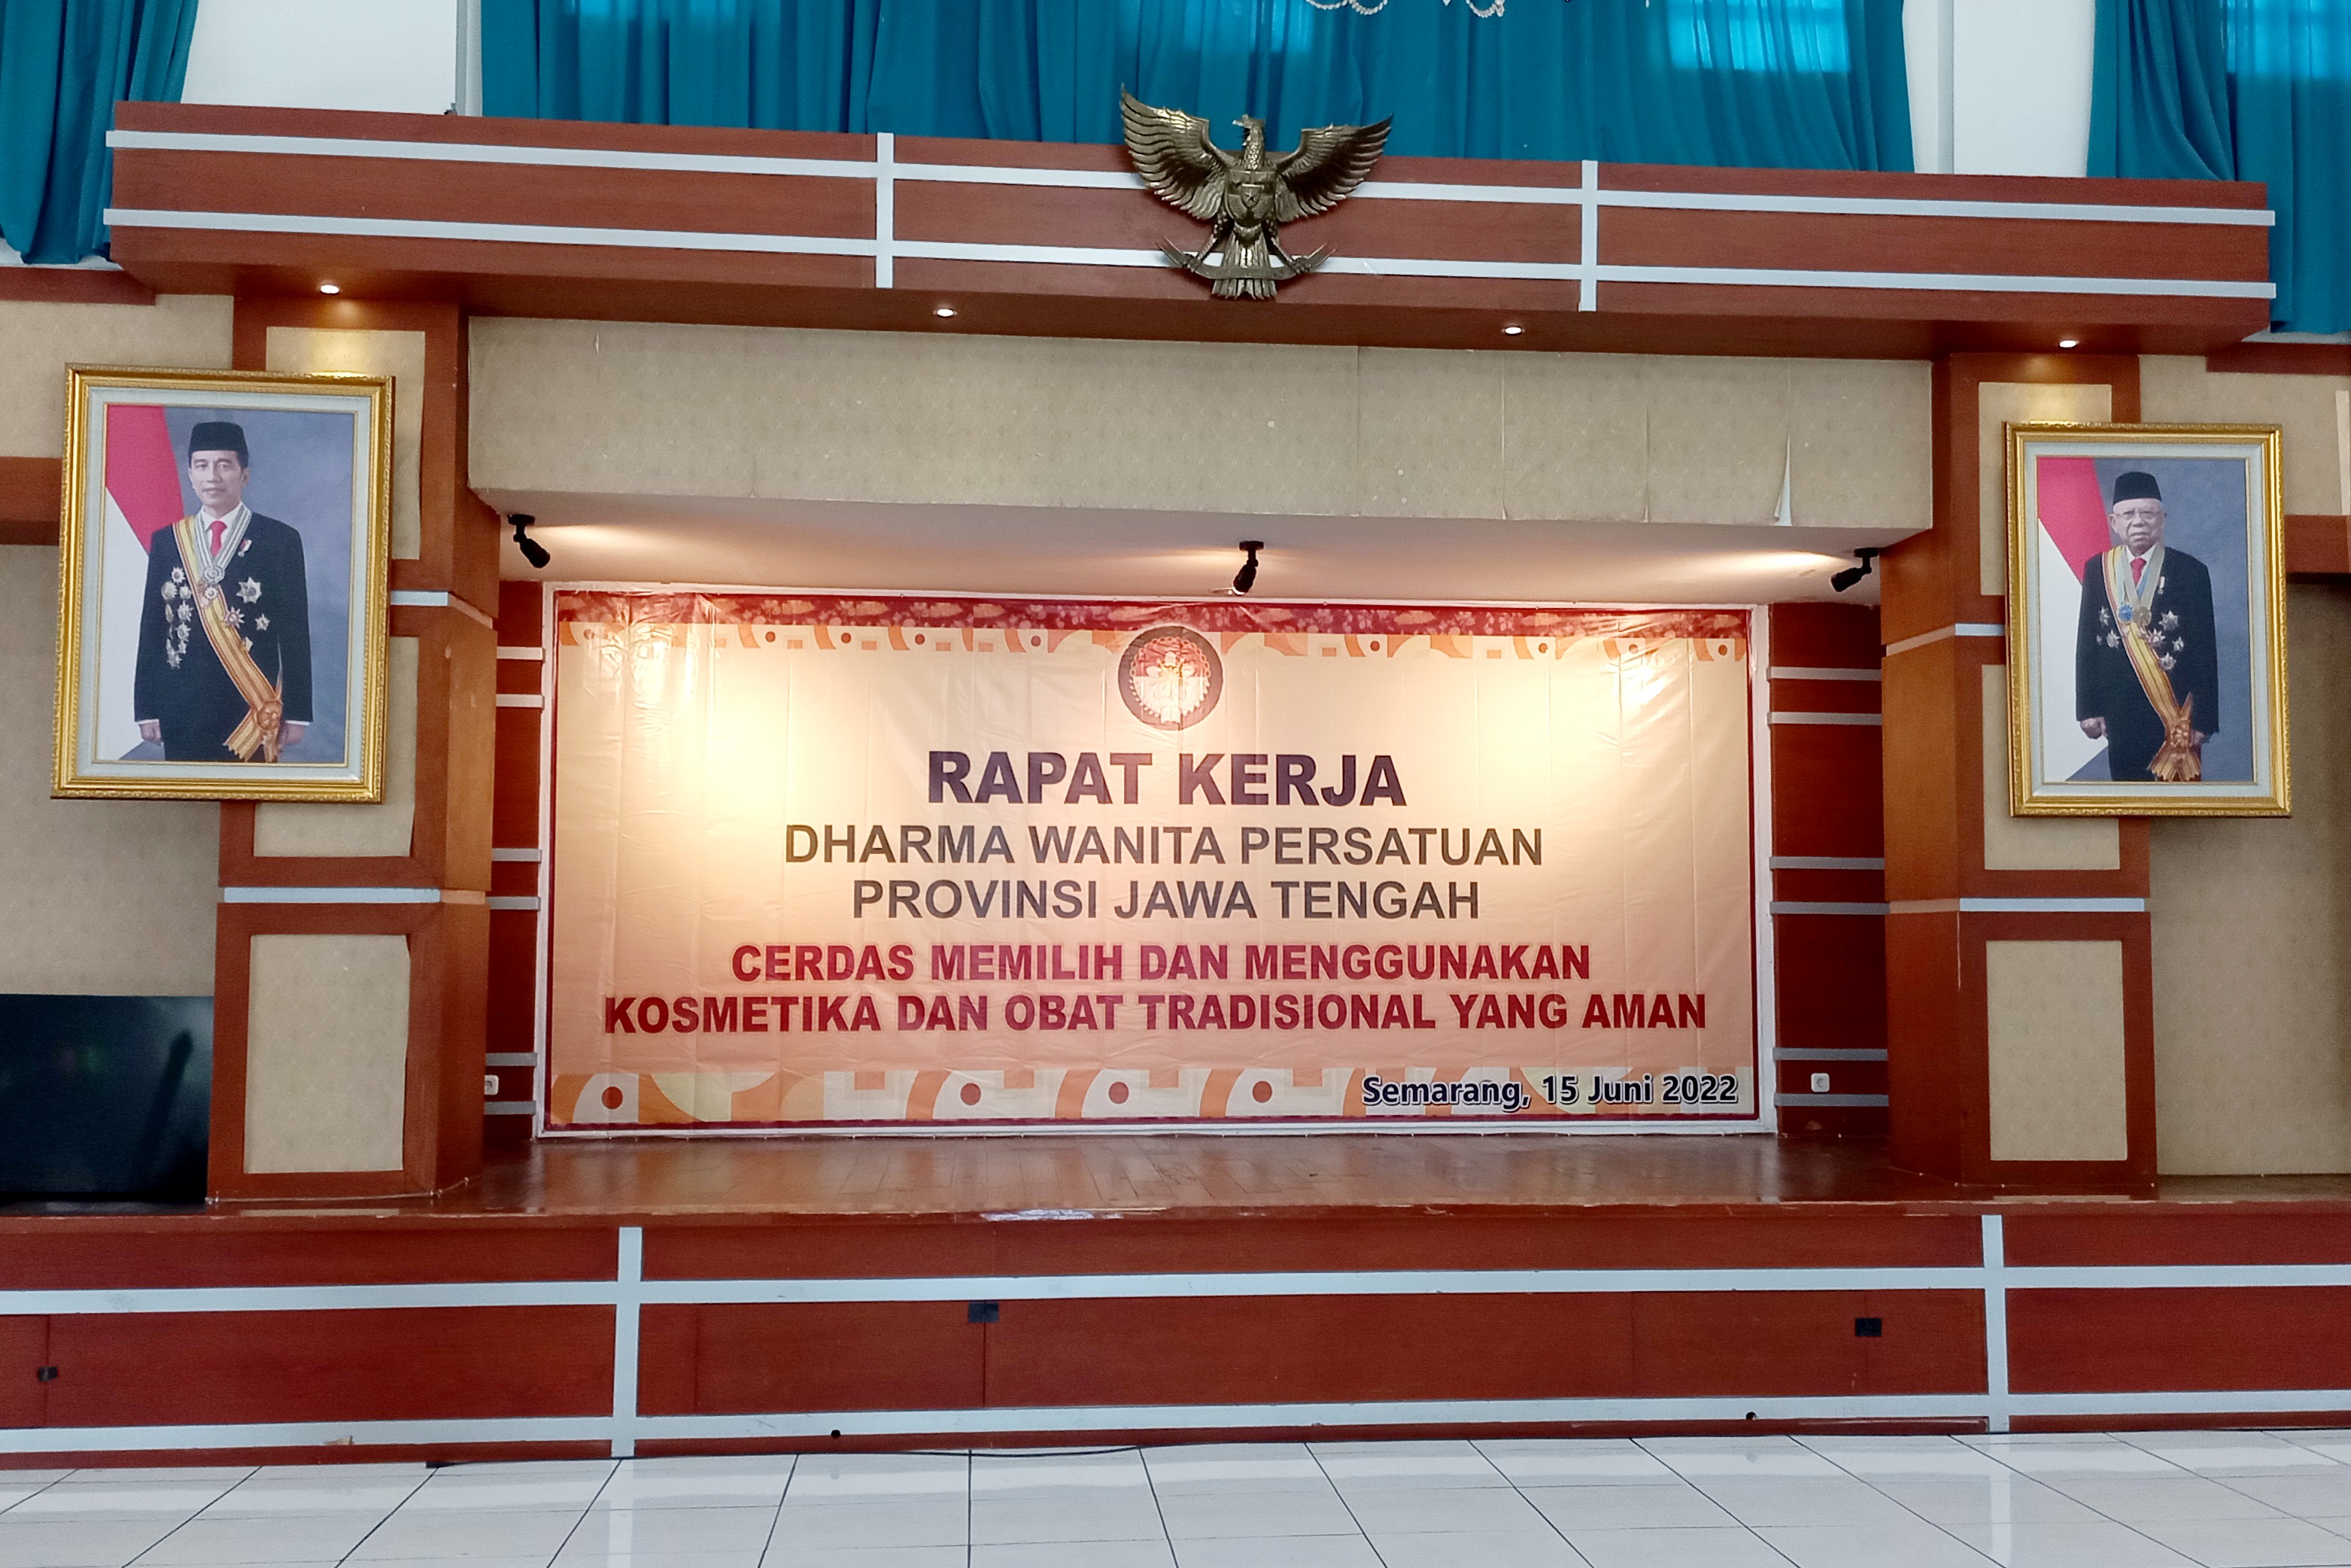 RAPAT KERJA
DHARMA WANITA PERSATUAN
PROVINSI JAWA TENGAH
CERDAS MEMILIH DAN MENGGUNAKAN
KOSMETIKA DAN OBAT TRADISIONAL YANG AMAN
Semarang, 15 Juni 2022